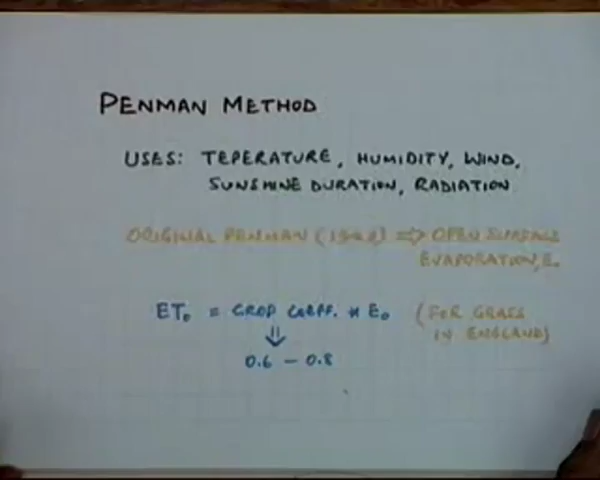 PENMAN METHOD
USES: TEPERATURE, HUMIDITY, WIND,
SUNSHINE DURATION, RADIATION
ORIGINAL PENMAN (1948) ⇒ OPEN SURFACE
EVAPORATION, E₀
ET₀ = CROP COEFF. × E₀ (FOR GRASS
IN ENGLAND)
⇓
0.6 – 0.8